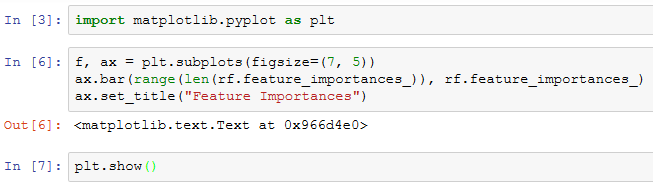 In [3]: import matplotlib.pyplot as plt
In [6]: f, ax = plt.subplots(figsize=(7, 5))
ax.bar(range(len(rf.feature_importances_)), rf.feature_importances_)
ax.set_title("Feature Importances")
Out[6]: <matplotlib.text.Text at 0x966d4e0>
In [7]: plt.show()